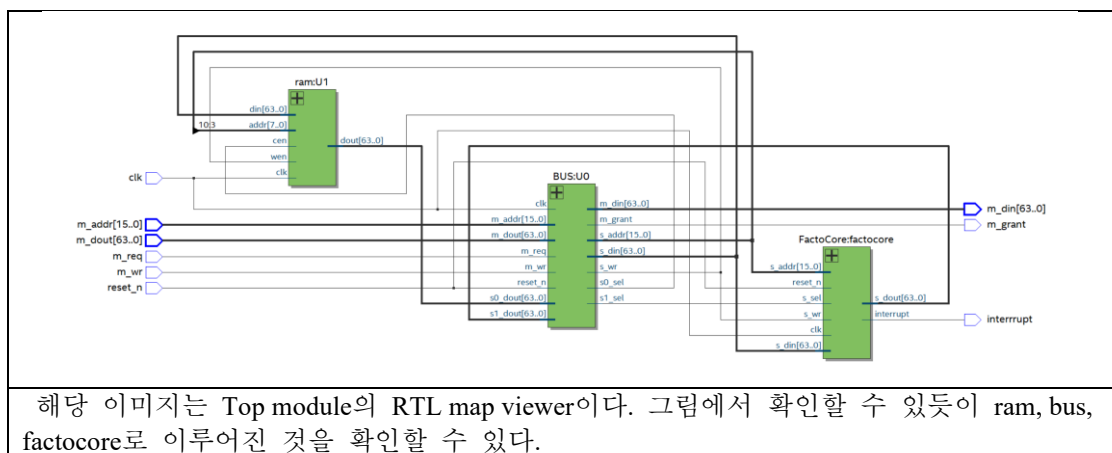 ram:U1
din[63..0]
10:3
addr[7..0]
cen
wen
clk
dout[63..0]
clk
m_addr[15..0]
m_dout[63..0]
m_req
m_wr
reset_n
BUS:U0
clk
m_addr[15..0]
m_dout[63..0]
m_req
m_wr
reset_n
s0_dout[63..0]
s1_dout[63..0]
m_din[63..0]
m_grant
s_addr[15..0]
s_din[63..0]
s_wr
s0_sel
s1_sel
FactoCore:factocore
s_addr[15..0]
reset_n
s_sel
s_wr
clk
s_din[63..0]
s_dout[63..0]
interrupt
m_din[63..0]
m_grant
interrrupt
해당 이미지는 Top module의 RTL map viewer이다. 그림에서 확인할 수 있듯이 ram, bus,
factocore로 이루어진 것을 확인할 수 있다.